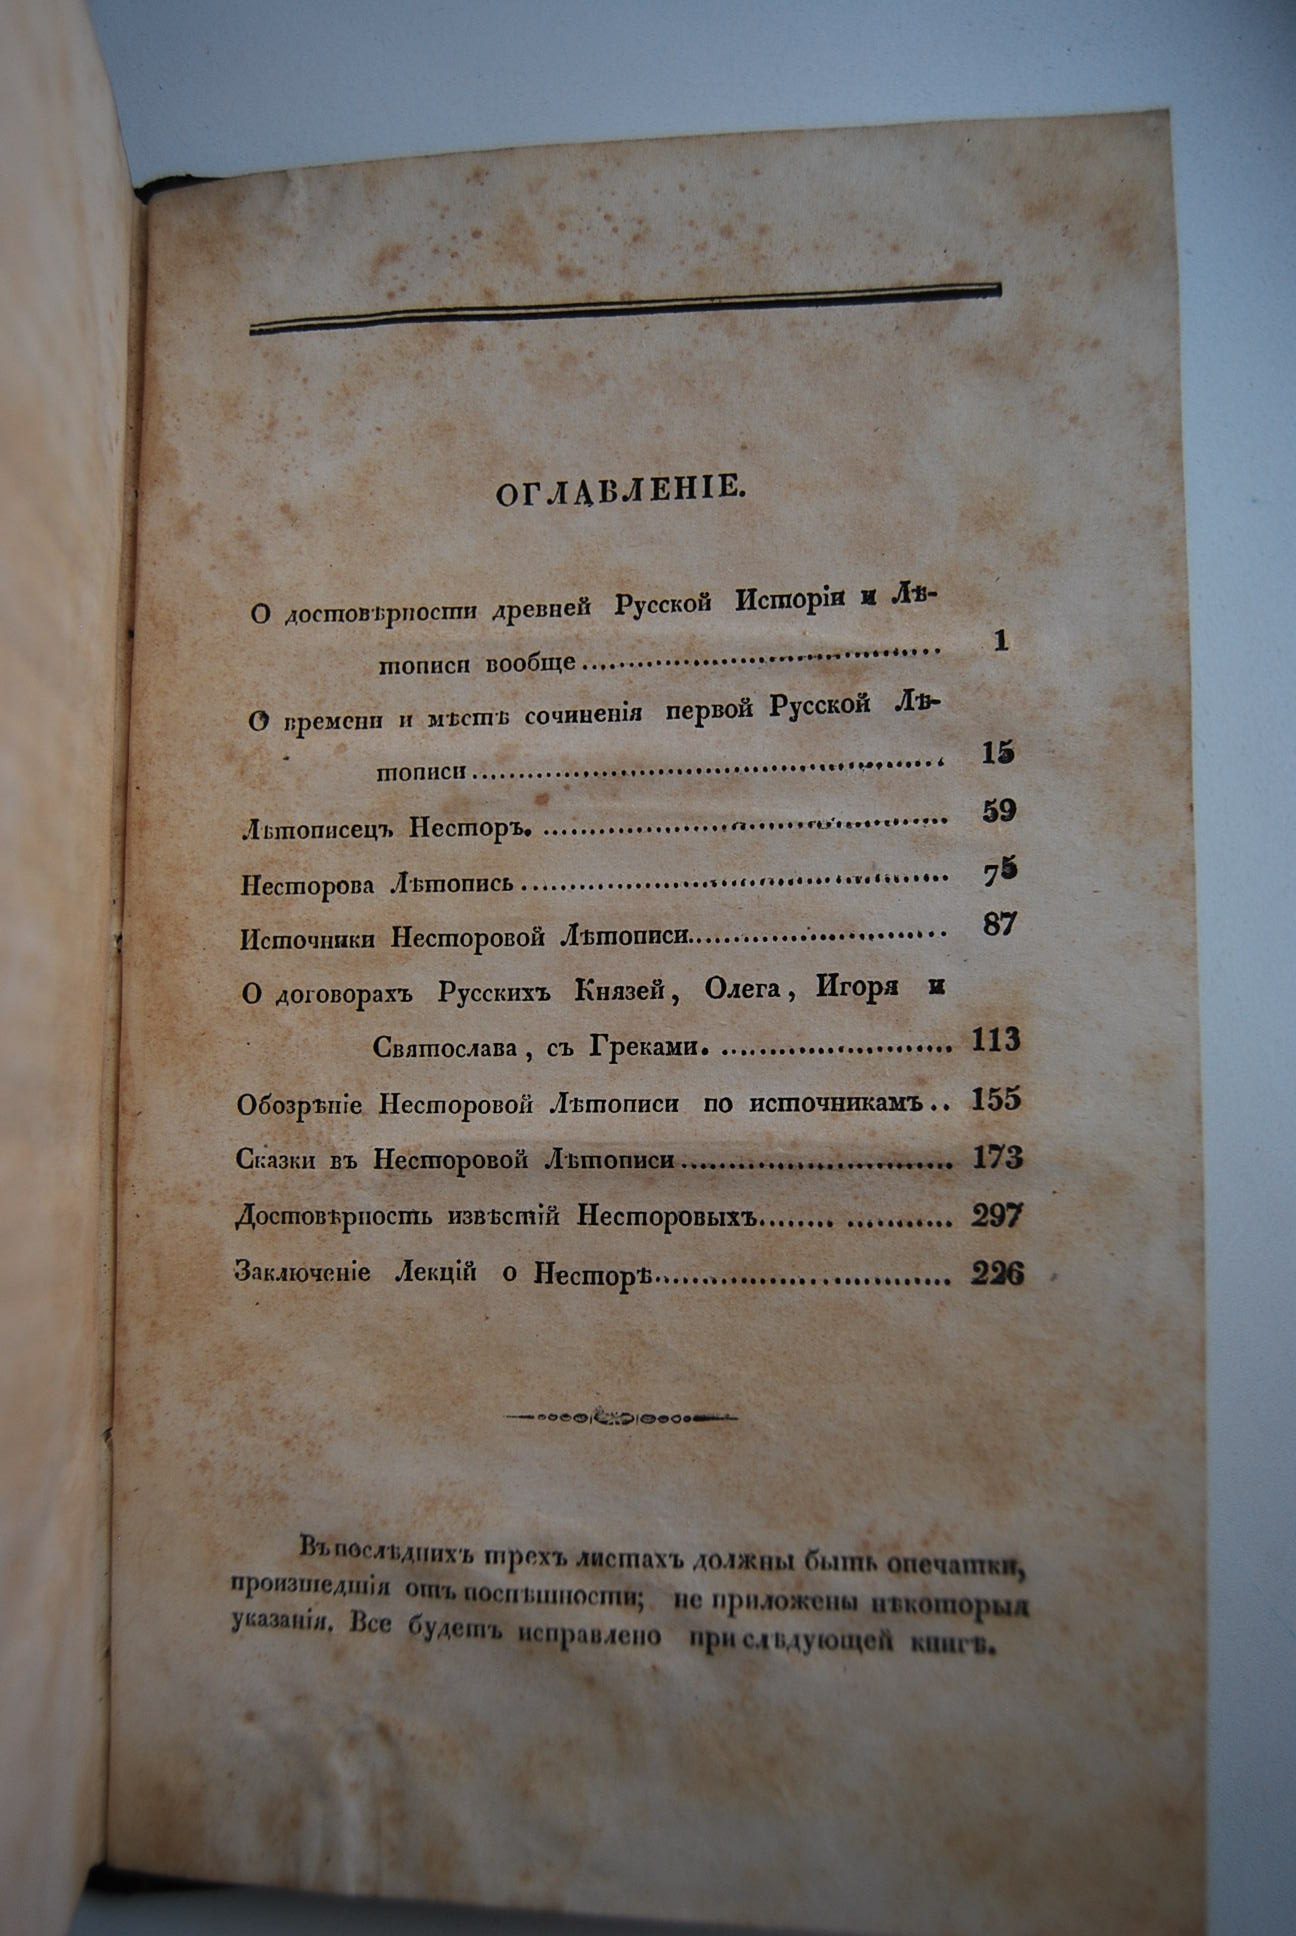 ОГЛАВЛЕНІЕ.
О достовѣрности древней Русской Исторіи и Лѣ-
тописи вообще........................................ 1
О времени и мѣстѣ сочиненія первой Русской Лѣ-
тописи........................................ 15
Лѣтописецъ Несторъ. ........................................ 59
Несторова Лѣтопись........................................ 75
Источники Несторовой Лѣтописи............................ 87
О договорахъ Русскихъ Князей, Олега, Игоря и
Святослава, съ Греками. ........................ 113
Обозрѣніе Несторовой Лѣтописи по источникамъ.. 155
Сказки въ Несторовой Лѣтописи............................ 173
Достовѣрность извѣстій Несторовыхъ........ ........... 297
Заключеніе Лекцій о Несторѣ............................ 226
Въ послѣднихъ трехъ листахъ должны быть опечатки,
произшедшія отъ поспѣшности; не приложены нѣкоторыя
указанія. Все будетъ исправлено при слѣдующей книгѣ.